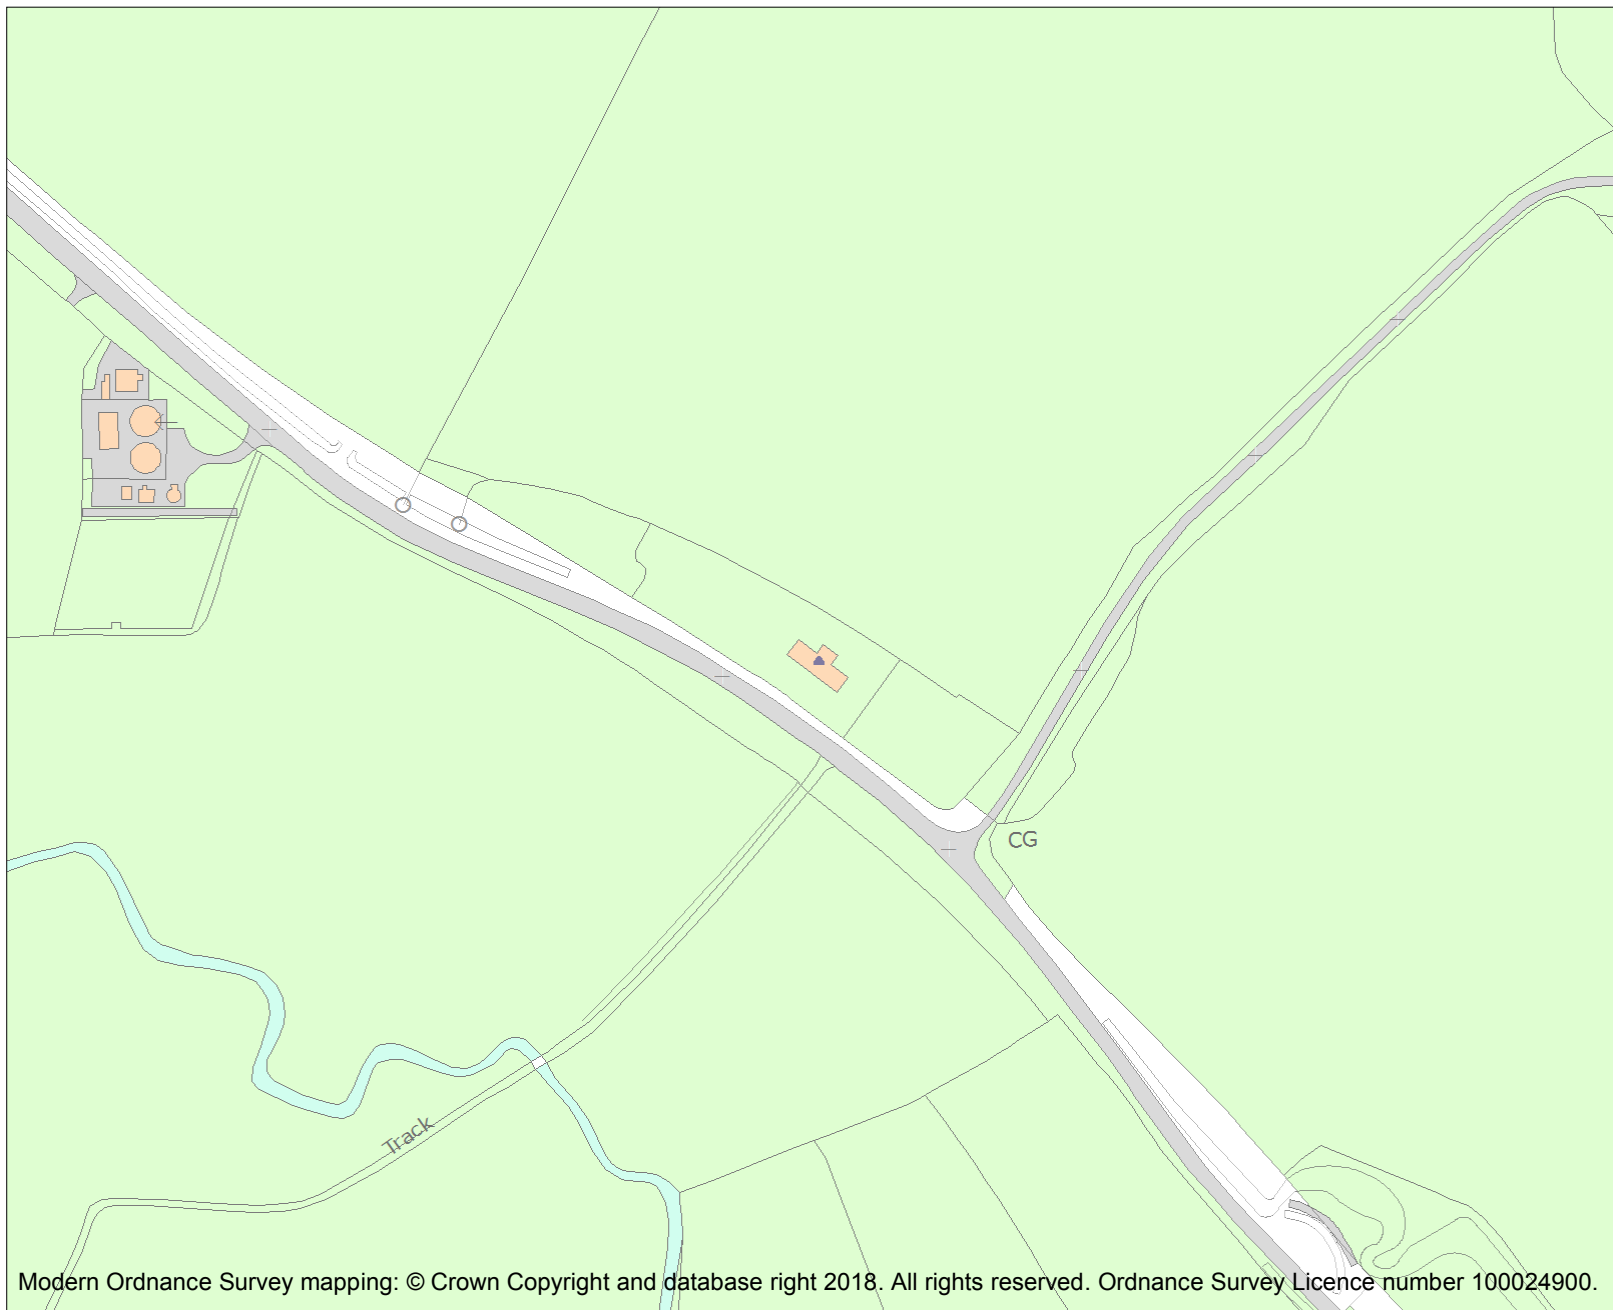 CG
Track
Modern Ordnance Survey mapping: © Crown Copyright and database right 2018. All rights reserved. Ordnance Survey Licence number 100024900.